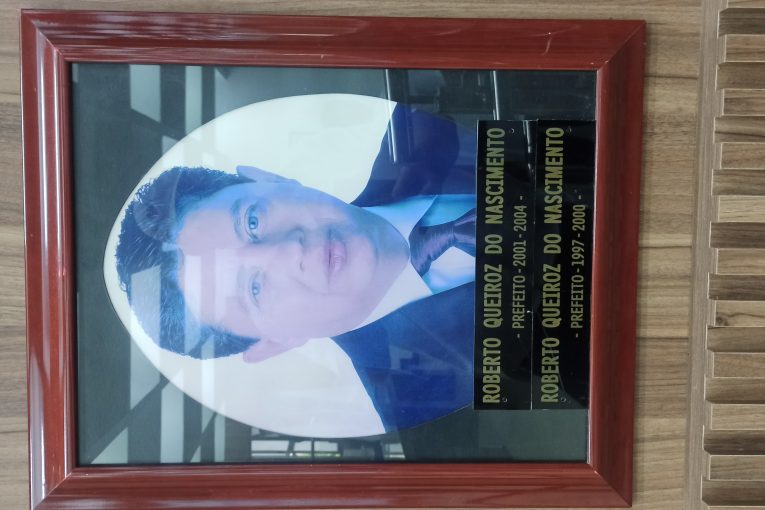 ROBERTO QUEIROZ DO NASCIMENTO
- PREFEITO - 2001 - 2004 -
ROBERTO QUEIROZ DO NASCIMENTO
- PREFEITO - 1997 - 2000 -